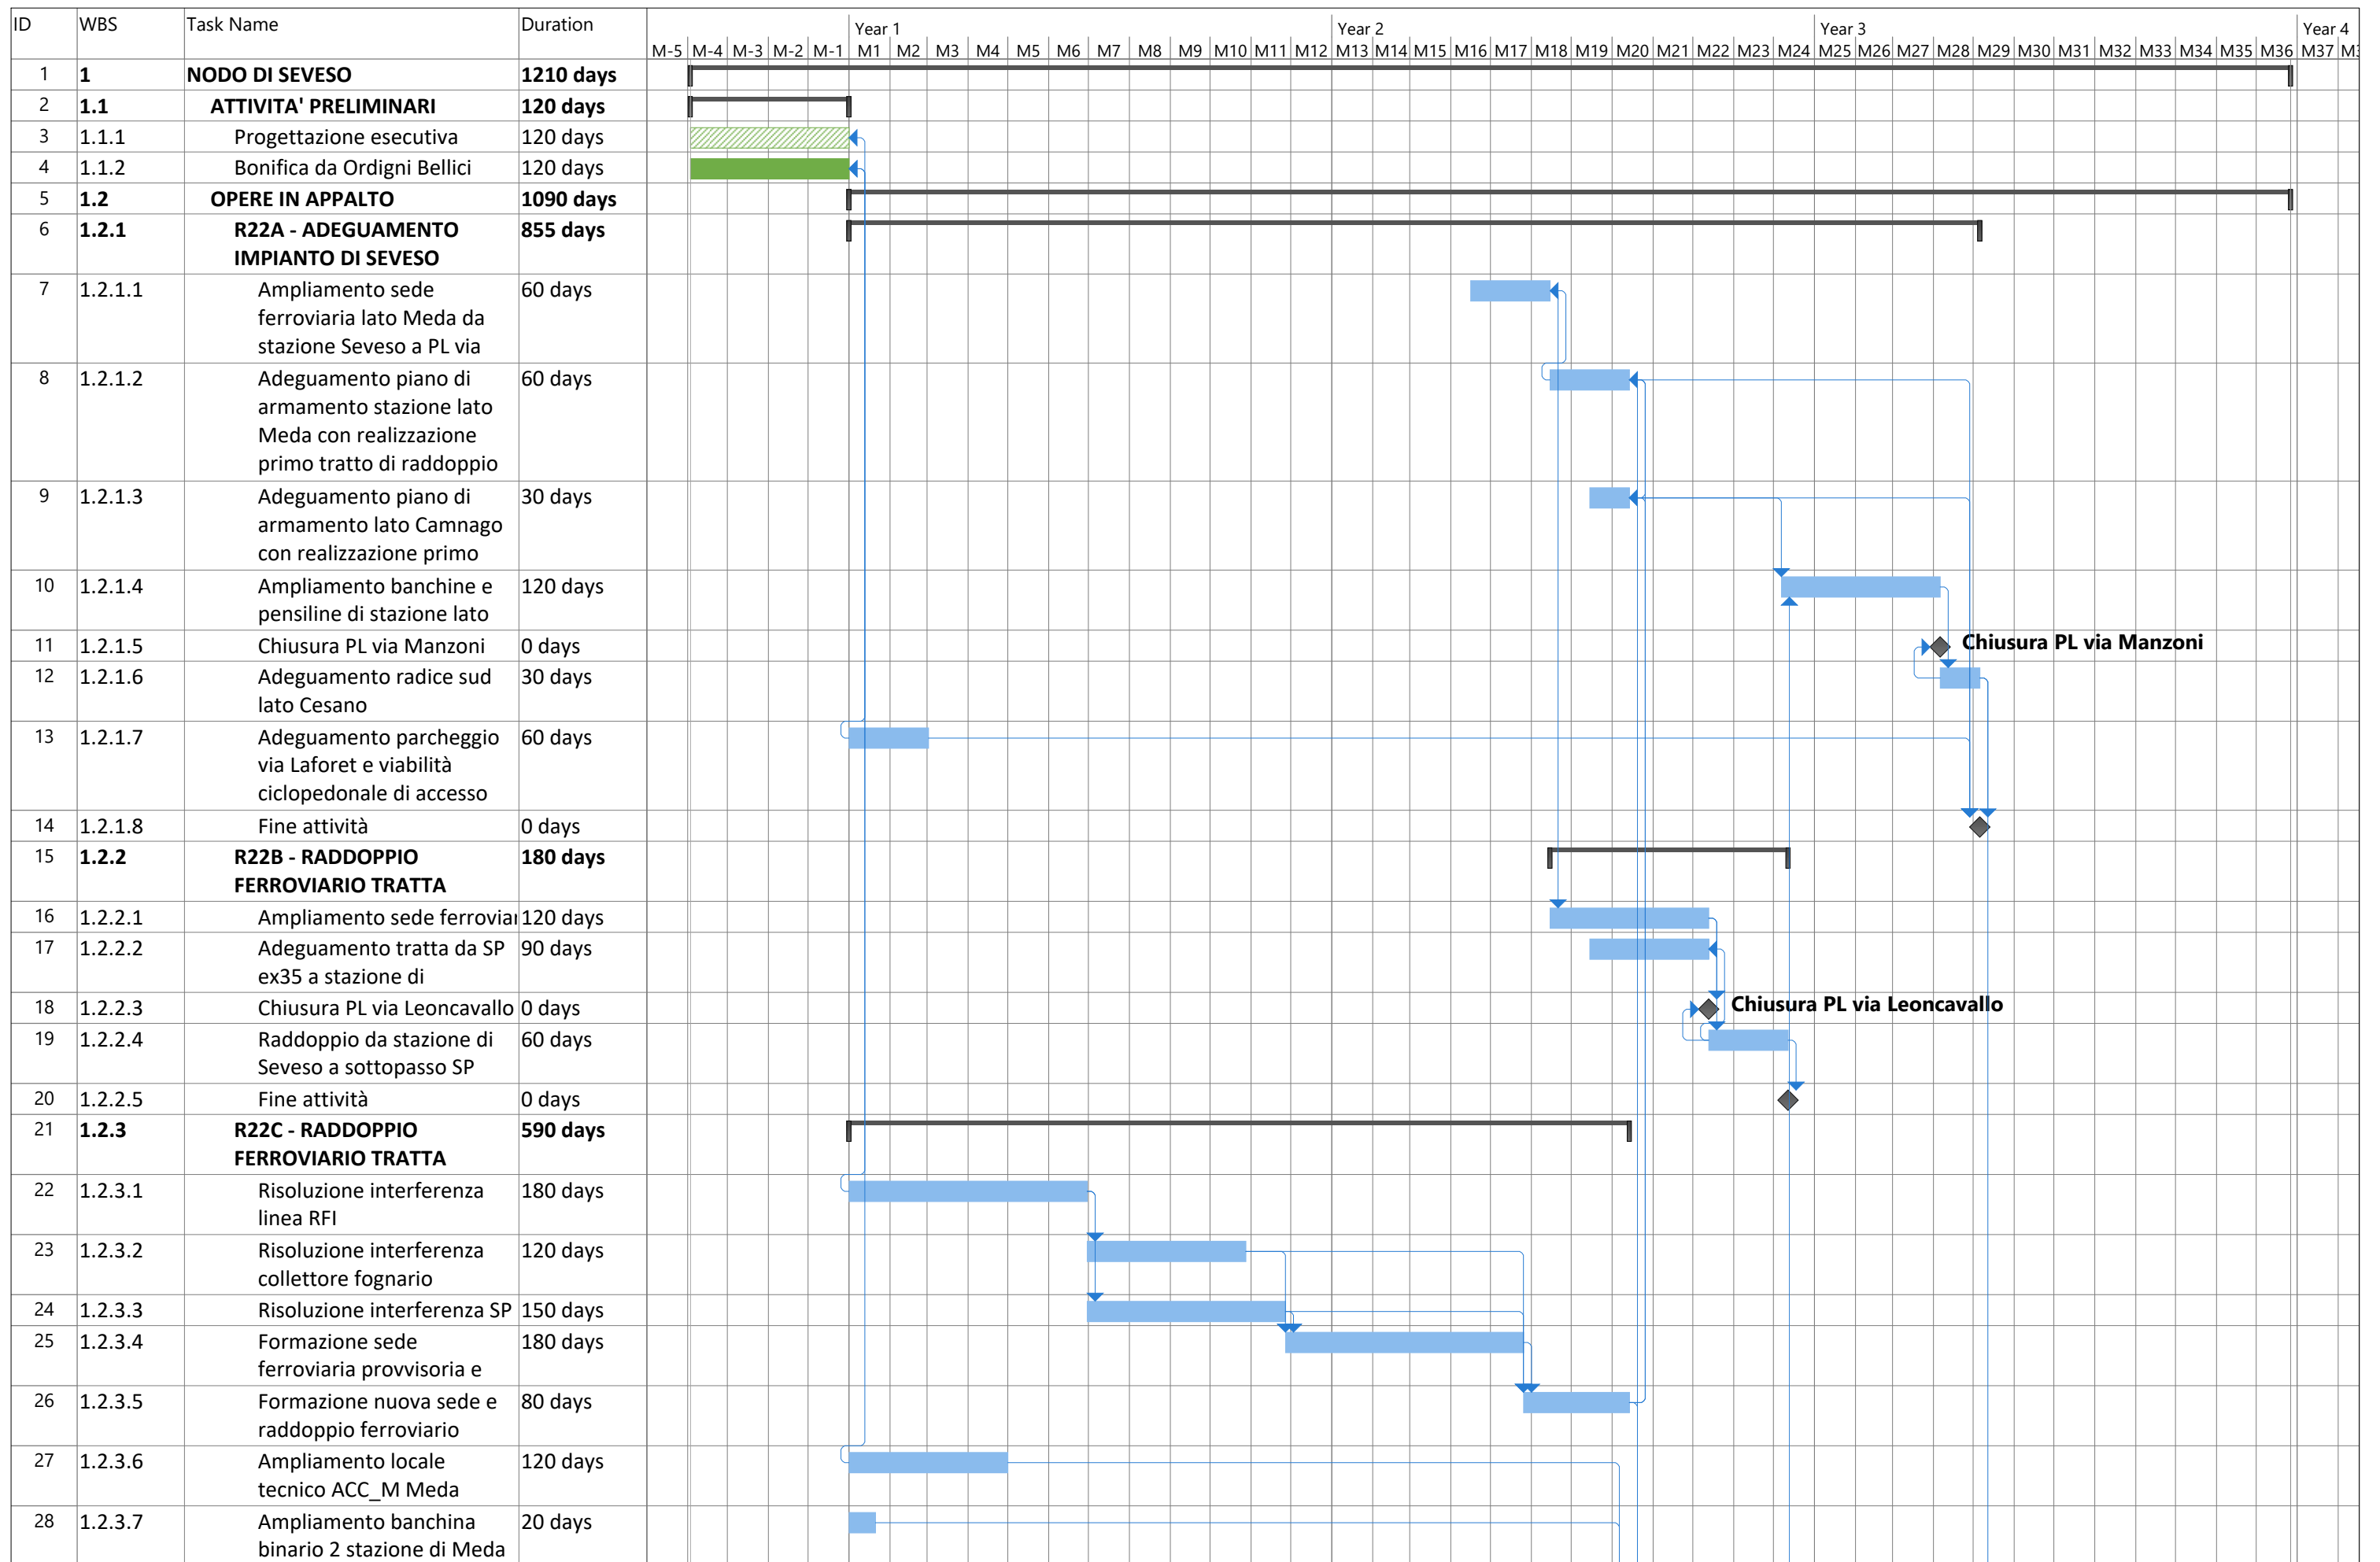 ID WBS Task Name Duration
Year 1 Year 2 Year 3 Year 4
M-5 M-4 M-3 M-2 M-1 M1 M2 M3 M4 M5 M6 M7 M8 M9 M10 M11 M12 M13 M14 M15 M16 M17 M18 M19 M20 M21 M22 M23 M24 M25 M26 M27 M28 M29 M30 M31 M32 M33 M34 M35 M36 M37
1 1 NODO DI SEVESO 1210 days
2 1.1 ATTIVITA' PRELIMINARI 120 days
3 1.1.1 Progettazione esecutiva 120 days
4 1.1.2 Bonifica da Ordigni Bellici 120 days
5 1.2 OPERE IN APPALTO 1090 days
6 1.2.1 R22A - ADEGUAMENTO 855 days
IMPIANTO DI SEVESO
7 1.2.1.1 Ampliamento sede 60 days
ferroviaria lato Meda da
stazione Seveso a PL via
8 1.2.1.2 Adeguamento piano di 60 days
armamento stazione lato
Meda con realizzazione
primo tratto di raddoppio
9 1.2.1.3 Adeguamento piano di 30 days
armamento lato Camnago
con realizzazione primo
10 1.2.1.4 Ampliamento banchine e 120 days
pensiline di stazione lato
11 1.2.1.5 Chiusura PL via Manzoni 0 days Chiusura PL via Manzoni
12 1.2.1.6 Adeguamento radice sud 30 days
lato Cesano
13 1.2.1.7 Adeguamento parcheggio 60 days
via Laforet e viabilità
ciclopedonale di accesso
14 1.2.1.8 Fine attività 0 days
15 1.2.2 R22B - RADDOPPIO 180 days
FERROVIARIO TRATTA
16 1.2.2.1 Ampliamento sede ferroviar 120 days
17 1.2.2.2 Adeguamento tratta da SP 90 days
ex35 a stazione di
18 1.2.2.3 Chiusura PL via Leoncavallo 0 days Chiusura PL via Leoncavallo
19 1.2.2.4 Raddoppio da stazione di 60 days
Seveso a sottopasso SP
20 1.2.2.5 Fine attività 0 days
21 1.2.3 R22C - RADDOPPIO 590 days
FERROVIARIO TRATTA
22 1.2.3.1 Risoluzione interferenza 180 days
linea RFI
23 1.2.3.2 Risoluzione interferenza 120 days
collettore fognario
24 1.2.3.3 Risoluzione interferenza SP 150 days
25 1.2.3.4 Formazione sede 180 days
ferroviaria provvisoria e
26 1.2.3.5 Formazione nuova sede e 80 days
raddoppio ferroviario
27 1.2.3.6 Ampliamento locale 120 days
tecnico ACC_M Meda
28 1.2.3.7 Ampliamento banchina 20 days
binario 2 stazione di Meda